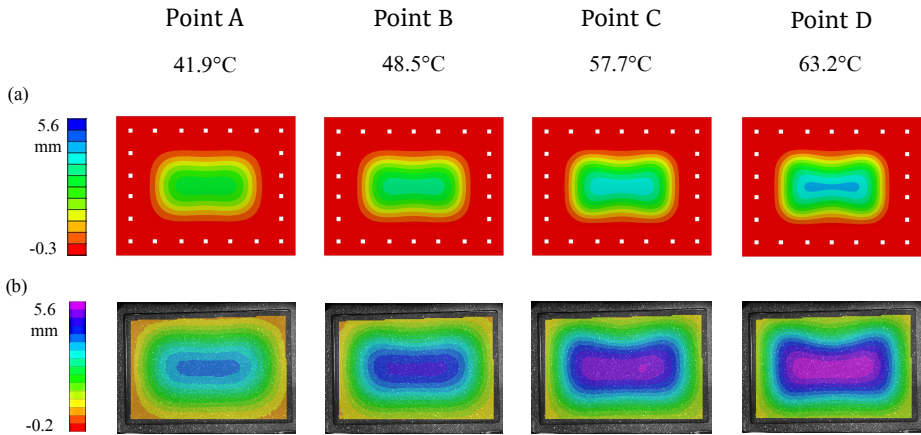 Point A Point B Point C Point D
41.9°C 48.5°C 57.7°C 63.2°C
(a)
5.6
mm
-0.3
(b)
5.6
mm
-0.2